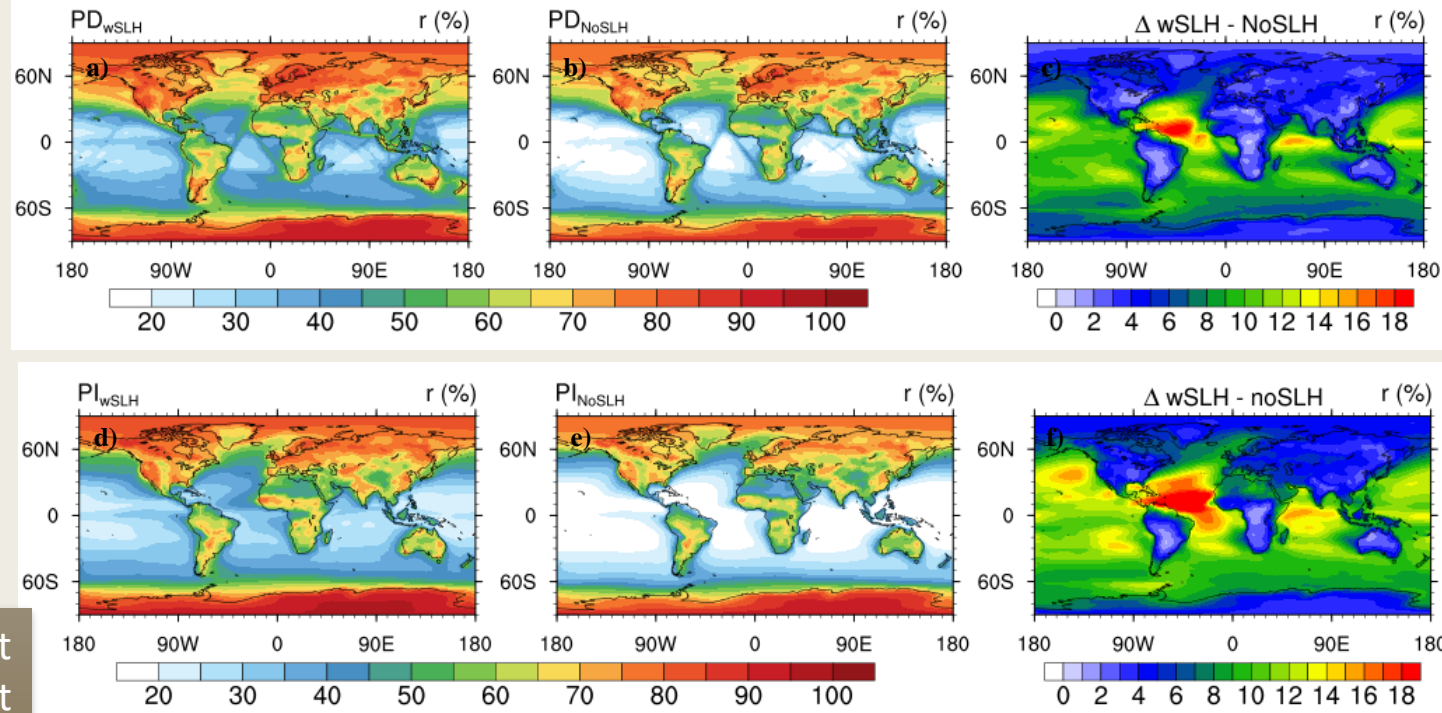 PDwSLH r (%) PDNoSLH r (%) Δ wSLH - NoSLH r (%)
a) b) c)
60N 60N 60N
0 0 0
60S 60S 60S
180 90W 0 90E 180 180 90W 0 90E 180 180 90W 0 90E 180
20 30 40 50 60 70 80 90 100 0 2 4 6 8 10 12 14 16 18
PIwSLH r (%) PINoSLH r (%) Δ wSLH - noSLH r (%)
d) e) f)
60N 60N 60N
0 0 0
60S 60S 60S
180 90W 0 90E 180 180 90W 0 90E 180 180 90W 0 90E 180
20 30 40 50 60 70 80 90 100 0 2 4 6 8 10 12 14 16 18
t
t